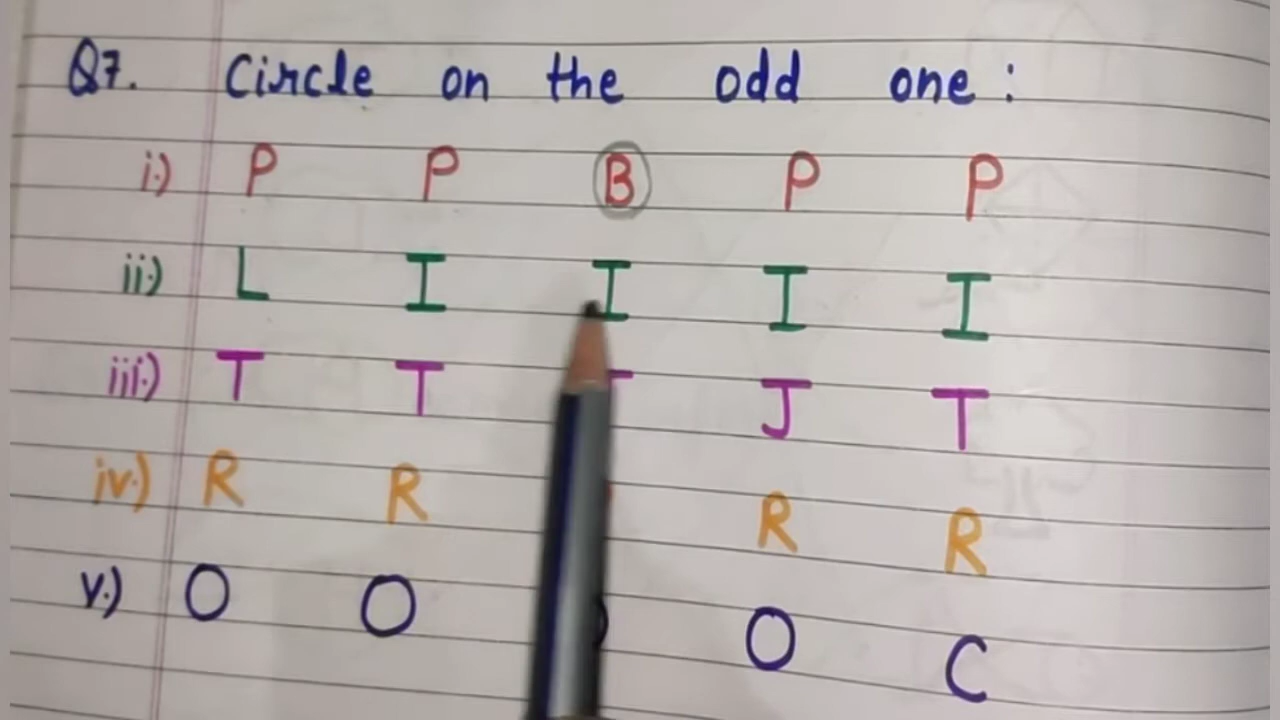 Q7. Circle on the odd one :
i.) P P B P P
ii.) L I I I I
iii.) T T T J T
iv.) R R R R
v.) O O O C